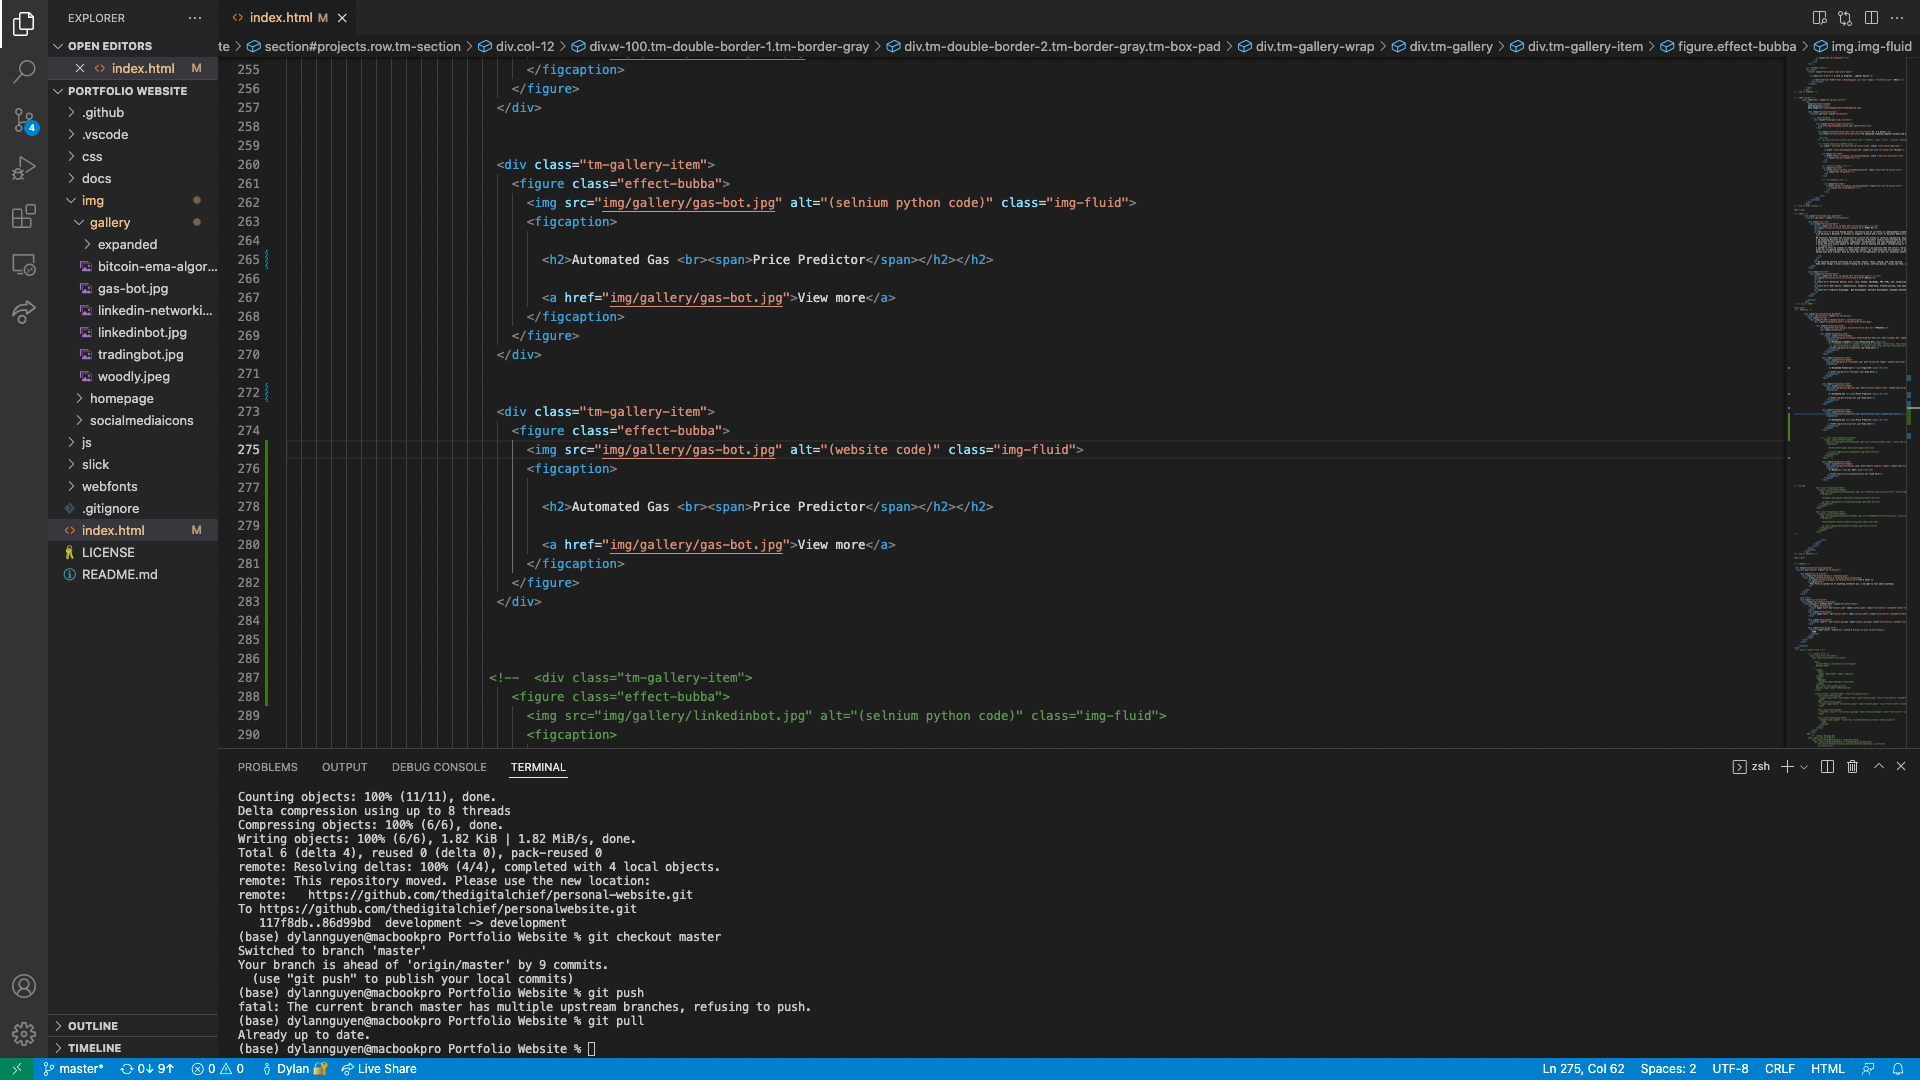 EXPLORER
OPEN EDITORS
index.html M
PORTFOLIO WEBSITE
.github
.vscode
css
docs
img
gallery
expanded
bitcoin-ema-algor...
gas-bot.jpg
linkedin-networki...
linkedinbot.jpg
tradingbot.jpg
woodly.jpeg
homepage
socialmediaicons
js
slick
webfonts
.gitignore
index.html M
LICENSE
README.md
OUTLINE
TIMELINE
4
index.html M
te > section#projects.row.tm-section > div.col-12 > div.w-100.tm-double-border-1.tm-border-gray > div.tm-double-border-2.tm-border-gray.tm-box-pad > div.tm-gallery-wrap > div.tm-gallery > div.tm-gallery-item > figure.effect-bubba > img.img-fluid
255 </figcaption>
256 </figure>
257 </div>
258
259
260 <div class="tm-gallery-item">
261 <figure class="effect-bubba">
262 <img src="img/gallery/gas-bot.jpg" alt="(selnium python code)" class="img-fluid">
263 <figcaption>
264
265 <h2>Automated Gas <br><span>Price Predictor</span></h2></h2>
266
267 <a href="img/gallery/gas-bot.jpg">View more</a>
268 </figcaption>
269 </figure>
270 </div>
271
272
273 <div class="tm-gallery-item">
274 <figure class="effect-bubba">
275 <img src="img/gallery/gas-bot.jpg" alt="(website code)" class="img-fluid">
276 <figcaption>
277
278 <h2>Automated Gas <br><span>Price Predictor</span></h2></h2>
279
280 <a href="img/gallery/gas-bot.jpg">View more</a>
281 </figcaption>
282 </figure>
283 </div>
284
285
286
287 <!-- <div class="tm-gallery-item">
288 <figure class="effect-bubba">
289 <img src="img/gallery/linkedinbot.jpg" alt="(selnium python code)" class="img-fluid">
290 <figcaption>
PROBLEMS OUTPUT DEBUG CONSOLE TERMINAL zsh
Counting objects: 100% (11/11), done.
Delta compression using up to 8 threads
Compressing objects: 100% (6/6), done.
Writing objects: 100% (6/6), 1.82 KiB | 1.82 MiB/s, done.
Total 6 (delta 4), reused 0 (delta 0), pack-reused 0
remote: Resolving deltas: 100% (4/4), completed with 4 local objects.
remote: This repository moved. Please use the new location:
remote:   https://github.com/thedigitalchief/personal-website.git
To https://github.com/thedigitalchief/personalwebsite.git
   117f8db..86d99bd  development -> development
(base) dylannguyen@macbookpro Portfolio Website % git checkout master
Switched to branch 'master'
Your branch is ahead of 'origin/master' by 9 commits.
  (use "git push" to publish your local commits)
(base) dylannguyen@macbookpro Portfolio Website % git push
fatal: The current branch master has multiple upstream branches, refusing to push.
(base) dylannguyen@macbookpro Portfolio Website % git pull
Already up to date.
(base) dylannguyen@macbookpro Portfolio Website %
master* 0↓ 9↑ 0 0 Dylan Live Share Ln 275, Col 62 Spaces: 2 UTF-8 CRLF HTML